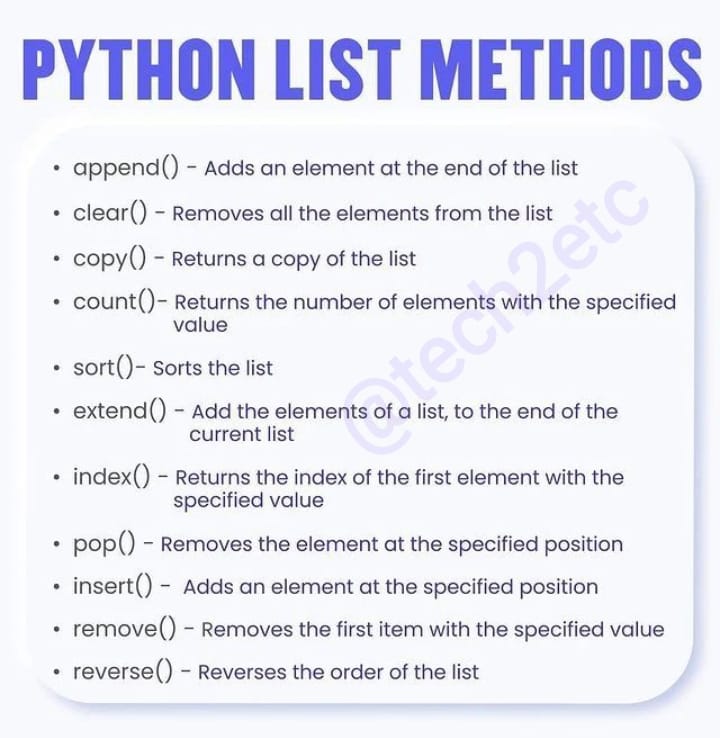 PYTHON LIST METHODS
• append() - Adds an element at the end of the list
• clear() - Removes all the elements from the list
• copy() - Returns a copy of the list
• count()- Returns the number of elements with the specified
value
• sort()- Sorts the list
• extend() - Add the elements of a list, to the end of the
current list
• index() - Returns the index of the first element with the
specified value
• pop() - Removes the element at the specified position
• insert() - Adds an element at the specified position
• remove() - Removes the first item with the specified value
• reverse() - Reverses the order of the list
@tech2etc